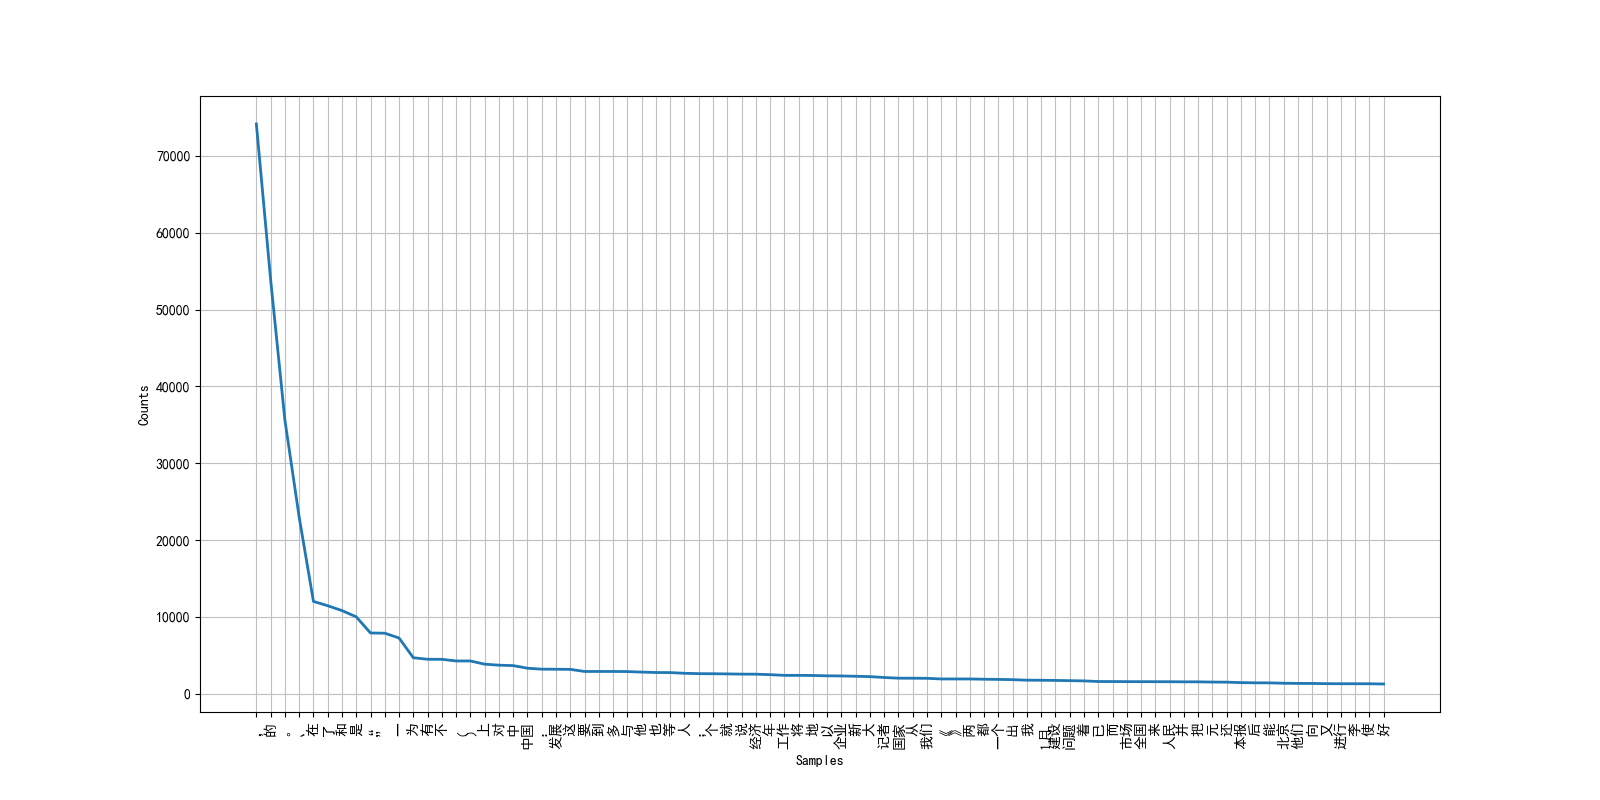 70000
60000
50000
40000
30000
20000
10000
0
Counts
，
的
。
、
在
了
和
是
“
”
一
为
有
不
（
）
上
对
中
中国
：
发展
这
要
到
多
与
他
也
等
人
；
个
就
说
经济
年
工作
将
地
以
企业
新
大
记者
国家
从
我们
《
》
两
都
一个
出
我
1月
建设
问题
着
已
而
市场
全国
来
人民
并
把
元
还
本报
后
能
北京
他们
向
又
进行
李
使
好
Samples